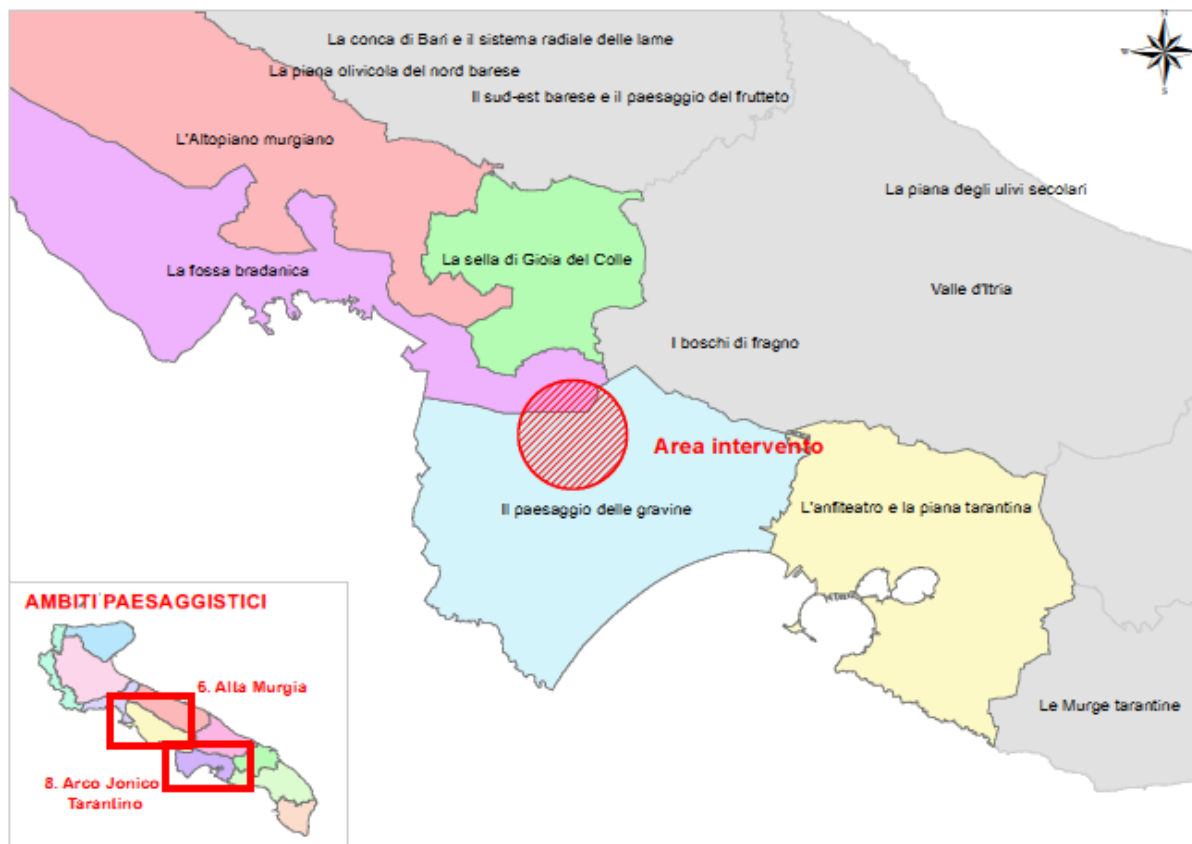 La conca di Bari e il sistema radiale delle lame
La piana olivicola del nord barese
Il sud-est barese e il paesaggio del frutteto
N
W
E
S
L'Altopiano murgiano
La piana degli ulivi secolari
La sella di Gioia del Colle
La fossa bradanica
Valle d'Itria
I boschi di fragno
Area intervento
Il paesaggio delle gravine
L'anfiteatro e la piana tarantina
AMBITI PAESAGGISTICI
6. Alta Murgia
Le Murge tarantine
8. Arco Jonico
Tarantino